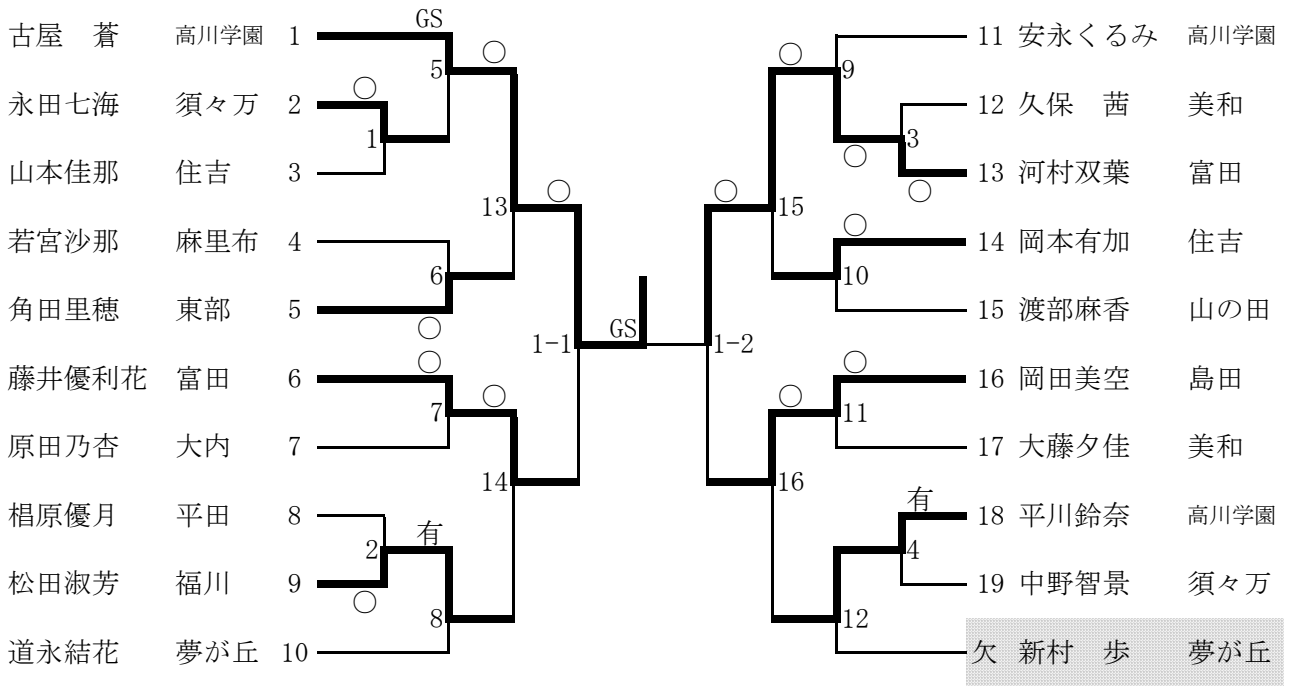 古屋　蒼　高川学園 1
永田七海　須々万 2
山本佳那　住吉 3
若宮沙那　麻里布 4
角田里穂　東部 5
藤井優利花　富田 6
原田乃杏　大内 7
椙原優月　平田 8
松田淑芳　福川 9
道永結花　夢が丘 10
GS
○
5
○
1
13
○
6
○
○
7
○
14
有
2
○
8
1-1
GS
1-2
○
○
9
3
○
○
15
○
10
○
○
11
16
有
4
12
11 安永くるみ　高川学園
12 久保　茜　美和
13 河村双葉　富田
14 岡本有加　住吉
15 渡部麻香　山の田
16 岡田美空　島田
17 大藤夕佳　美和
18 平川鈴奈　高川学園
19 中野智景　須々万
欠 新村　歩　夢が丘